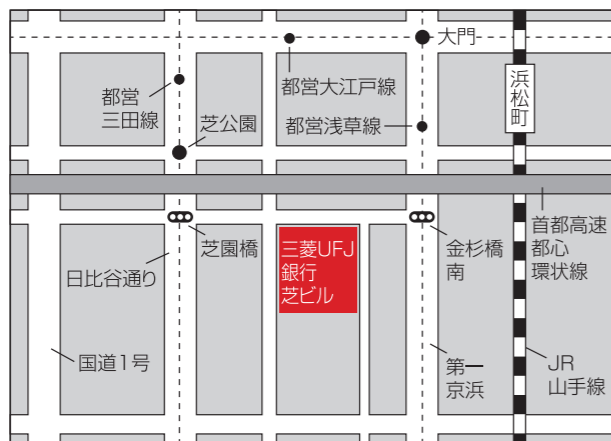 大門
都営
三田線
都営大江戸線
浜松町
芝公園
都営浅草線
首都高速
都心
環状線
芝園橋
三菱UFJ
銀行
芝ビル
金杉橋
南
日比谷通り
国道1号
第一
京浜
JR
山手線